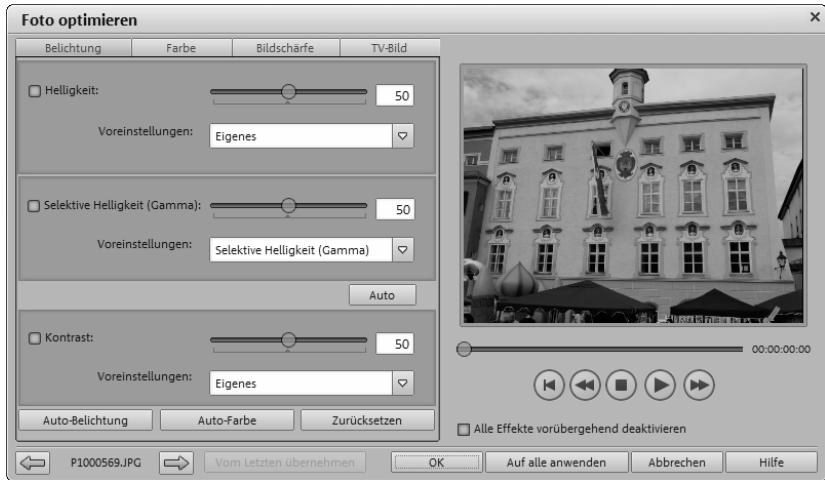 Foto optimieren
Belichtung Farbe Bildschärfe TV-Bild
Helligkeit: 50
Voreinstellungen: Eigenes
Selektive Helligkeit (Gamma): 50
Voreinstellungen: Selektive Helligkeit (Gamma)
Auto
Kontrast: 50
Voreinstellungen: Eigenes
Auto-Belichtung Auto-Farbe Zurücksetzen
00:00:00:00
Alle Effekte vorübergehend deaktivieren
P1000569.JPG Vom Letzten übernehmen OK Auf alle anwenden Abbrechen Hilfe